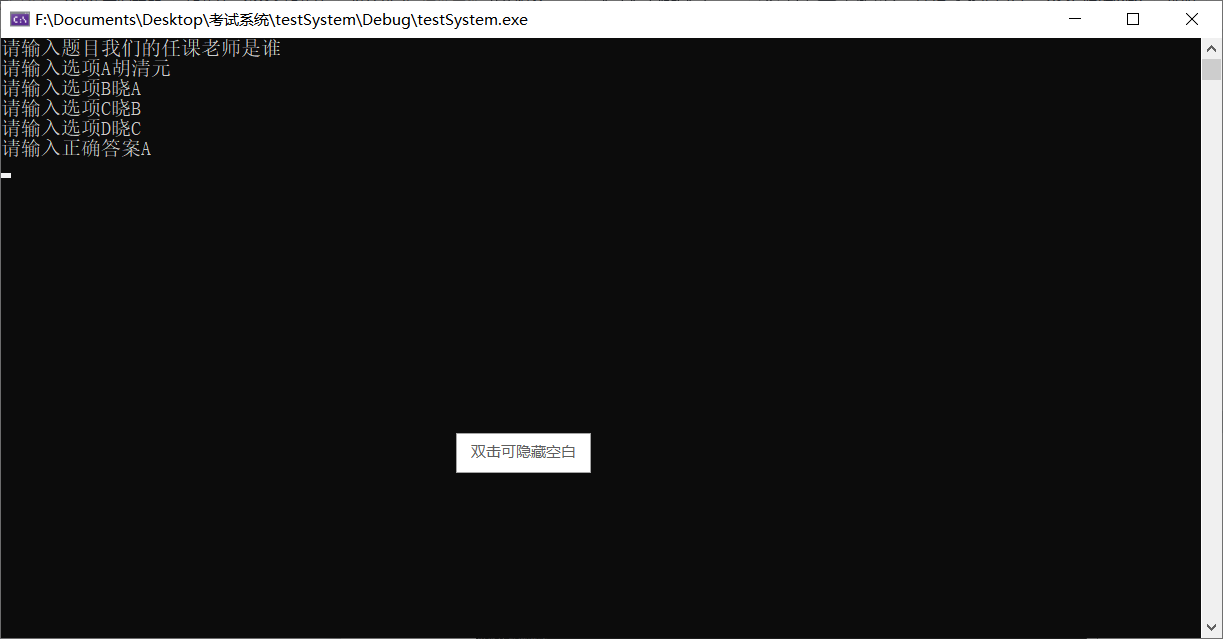 F:\Documents\Desktop\考试系统\testSystem\Debug\testSystem.exe
请输入题目我们的任课老师是谁
请输入选项A胡清元
请输入选项B晓A
请输入选项C晓B
请输入选项D晓C
请输入正确答案A
双击可隐藏空白